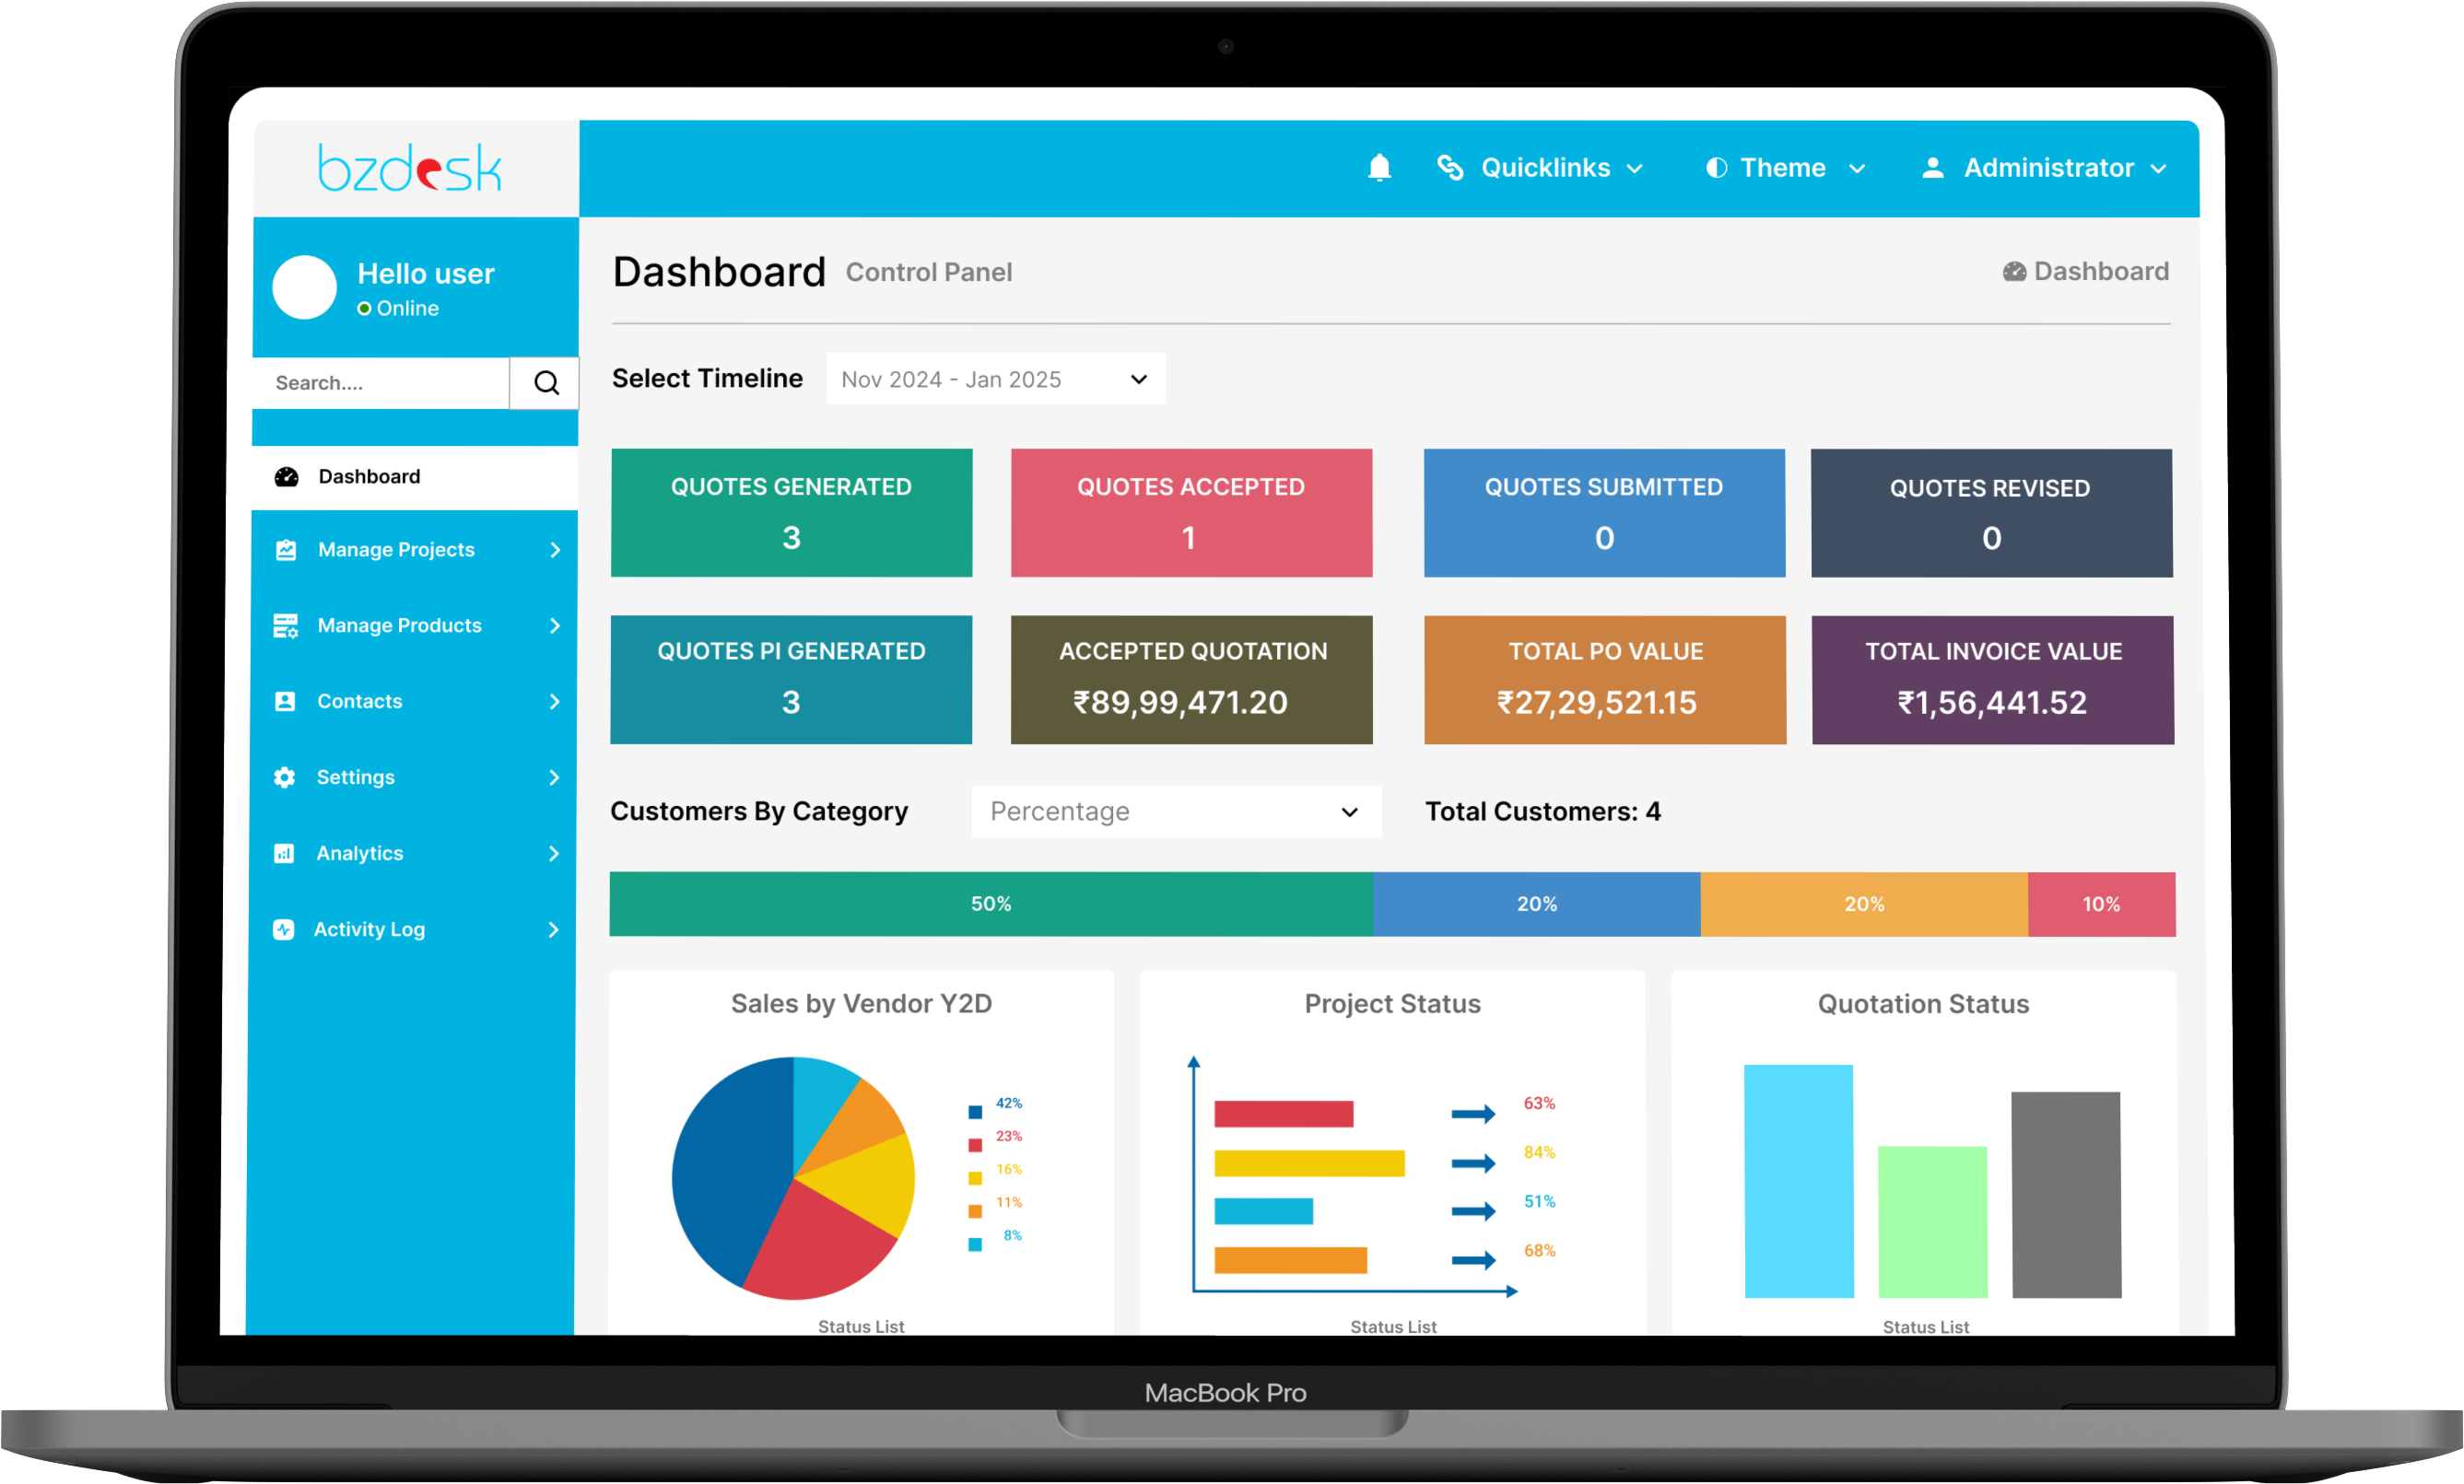 bzdesk
Quicklinks
Theme
Administrator
Hello user
Online
Search....
Dashboard
Manage Projects
Manage Products
Contacts
Settings
Analytics
Activity Log
Dashboard Control Panel
Dashboard
Select Timeline Nov 2024 - Jan 2025
QUOTES GENERATED
3
QUOTES ACCEPTED
1
QUOTES SUBMITTED
0
QUOTES REVISED
0
QUOTES PI GENERATED
3
ACCEPTED QUOTATION
₹89,99,471.20
TOTAL PO VALUE
₹27,29,521.15
TOTAL INVOICE VALUE
₹1,56,441.52
Customers By Category Percentage Total Customers: 4
50% 20% 20% 10%
Sales by Vendor Y2D
42%
23%
16%
11%
8%
Status List
Project Status
63%
84%
51%
68%
Status List
Quotation Status
Status List
MacBook Pro